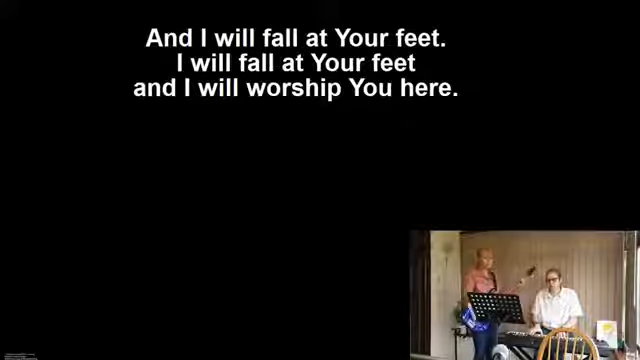 And I will fall at Your feet.
I will fall at Your feet
and I will worship You here.